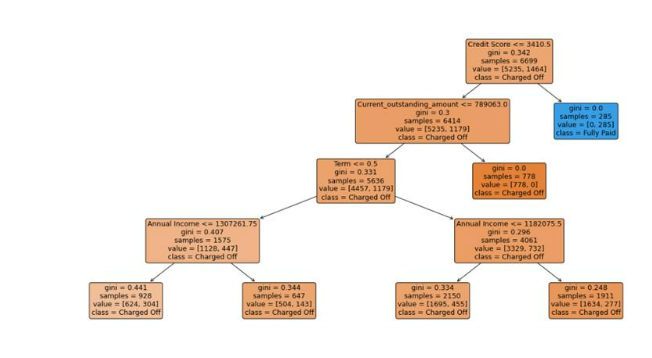 Credit Score <= 3410.5
gini = 0.342
samples = 6699
value = [5235, 1464]
class = Charged Off
Current_outstanding_amount <= 789063.0
gini = 0.3
samples = 6414
value = [5235, 1179]
class = Charged Off
gini = 0.0
samples = 285
value = [0, 285]
class = Fully Paid
Term <= 0.5
gini = 0.331
samples = 5636
value = [4457, 1179]
class = Charged Off
gini = 0.0
samples = 778
value = [778, 0]
class = Charged Off
Annual Income <= 1307261.75
gini = 0.407
samples = 1575
value = [1128, 447]
class = Charged Off
Annual Income <= 1182075.5
gini = 0.296
samples = 4061
value = [3329, 732]
class = Charged Off
gini = 0.441
samples = 928
value = [624, 304]
class = Charged Off
gini = 0.344
samples = 647
value = [504, 143]
class = Charged Off
gini = 0.334
samples = 2150
value = [1695, 455]
class = Charged Off
gini = 0.248
samples = 1911
value = [1634, 277]
class = Charged Off